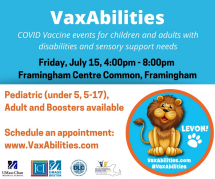 VaxAbilities
COVID Vaccine events for children and adults with
disabilities and sensory support needs
Friday, July 15, 4:00pm - 8:00pm
Framingham Centre Common, Framingham
Pediatric (under 5, 5-17),
Adult and Boosters available
Schedule an appointment:
www.VaxAbilities.com
LEVON!
VaxAbilities.com
#VaxAbilities